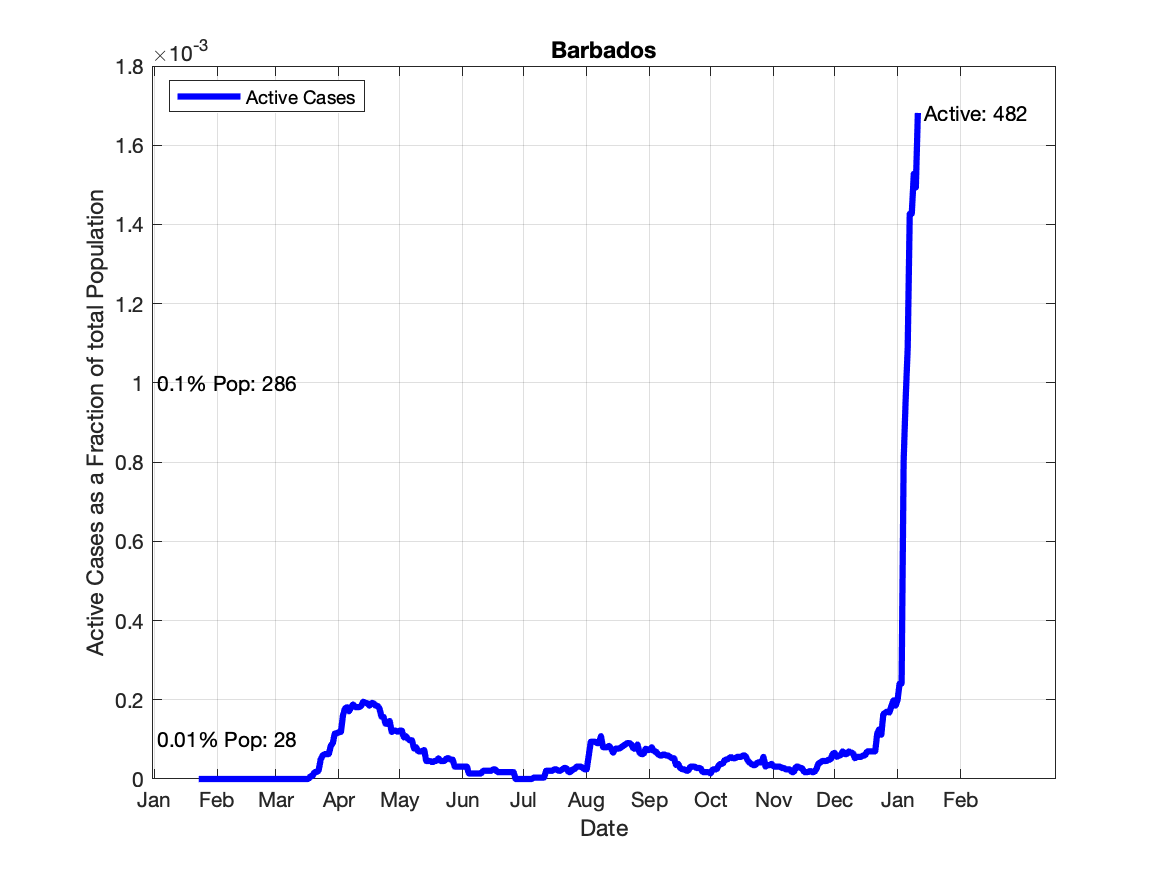 Barbados
×10-3
1.8
1.6
1.4
1.2
1
0.8
0.6
0.4
0.2
0
Active Cases as a Fraction of total Population
Active Cases
Active: 482
0.1% Pop: 286
0.01% Pop: 28
Jan Feb Mar Apr May Jun Jul Aug Sep Oct Nov Dec Jan Feb
Date